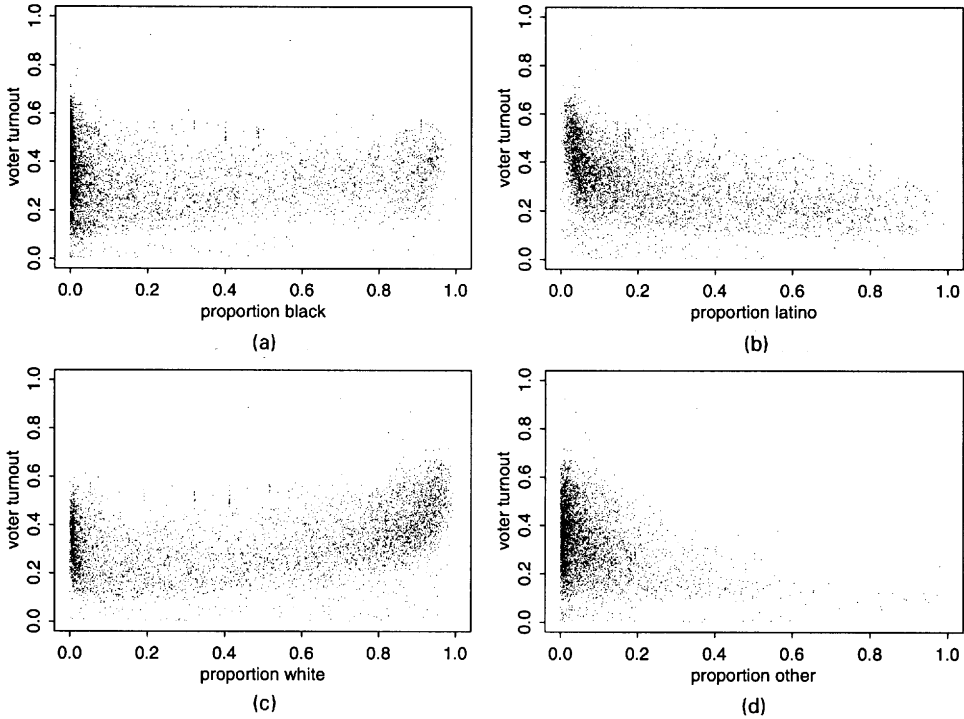 voter turnout
0.0 0.2 0.4 0.6 0.8 1.0
0.0 0.2 0.4 0.6 0.8 1.0
proportion black
(a)
voter turnout
0.0 0.2 0.4 0.6 0.8 1.0
0.0 0.2 0.4 0.6 0.8 1.0
proportion latino
(b)
voter turnout
0.0 0.2 0.4 0.6 0.8 1.0
0.0 0.2 0.4 0.6 0.8 1.0
proportion white
(c)
voter turnout
0.0 0.2 0.4 0.6 0.8 1.0
0.0 0.2 0.4 0.6 0.8 1.0
proportion other
(d)